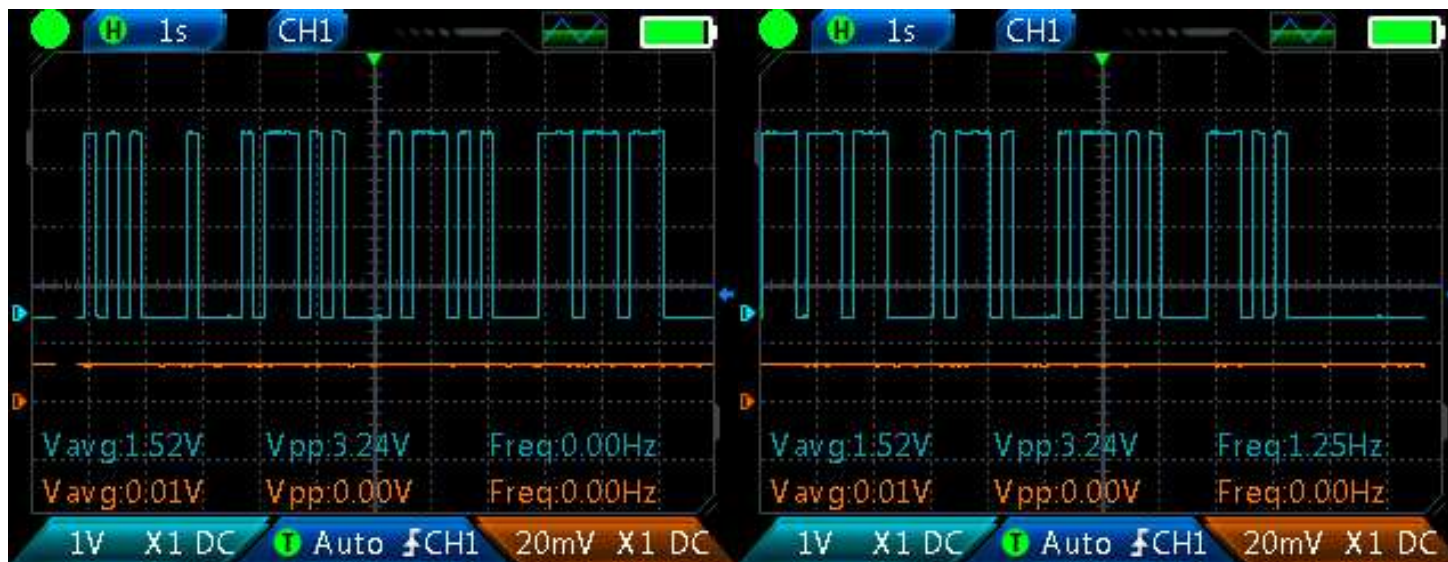 H 1s CH1
Vavg:1.52V Vpp:3.24V Freq:0.00Hz
Vavg:0.01V Vpp:0.00V Freq:0.00Hz
1V X1 DC T Auto CH1 20mV X1 DC
H 1s CH1
Vavg:1.52V Vpp:3.24V Freq:1.25Hz
Vavg:0.01V Vpp:0.00V Freq:0.00Hz
1V X1 DC T Auto CH1 20mV X1 DC